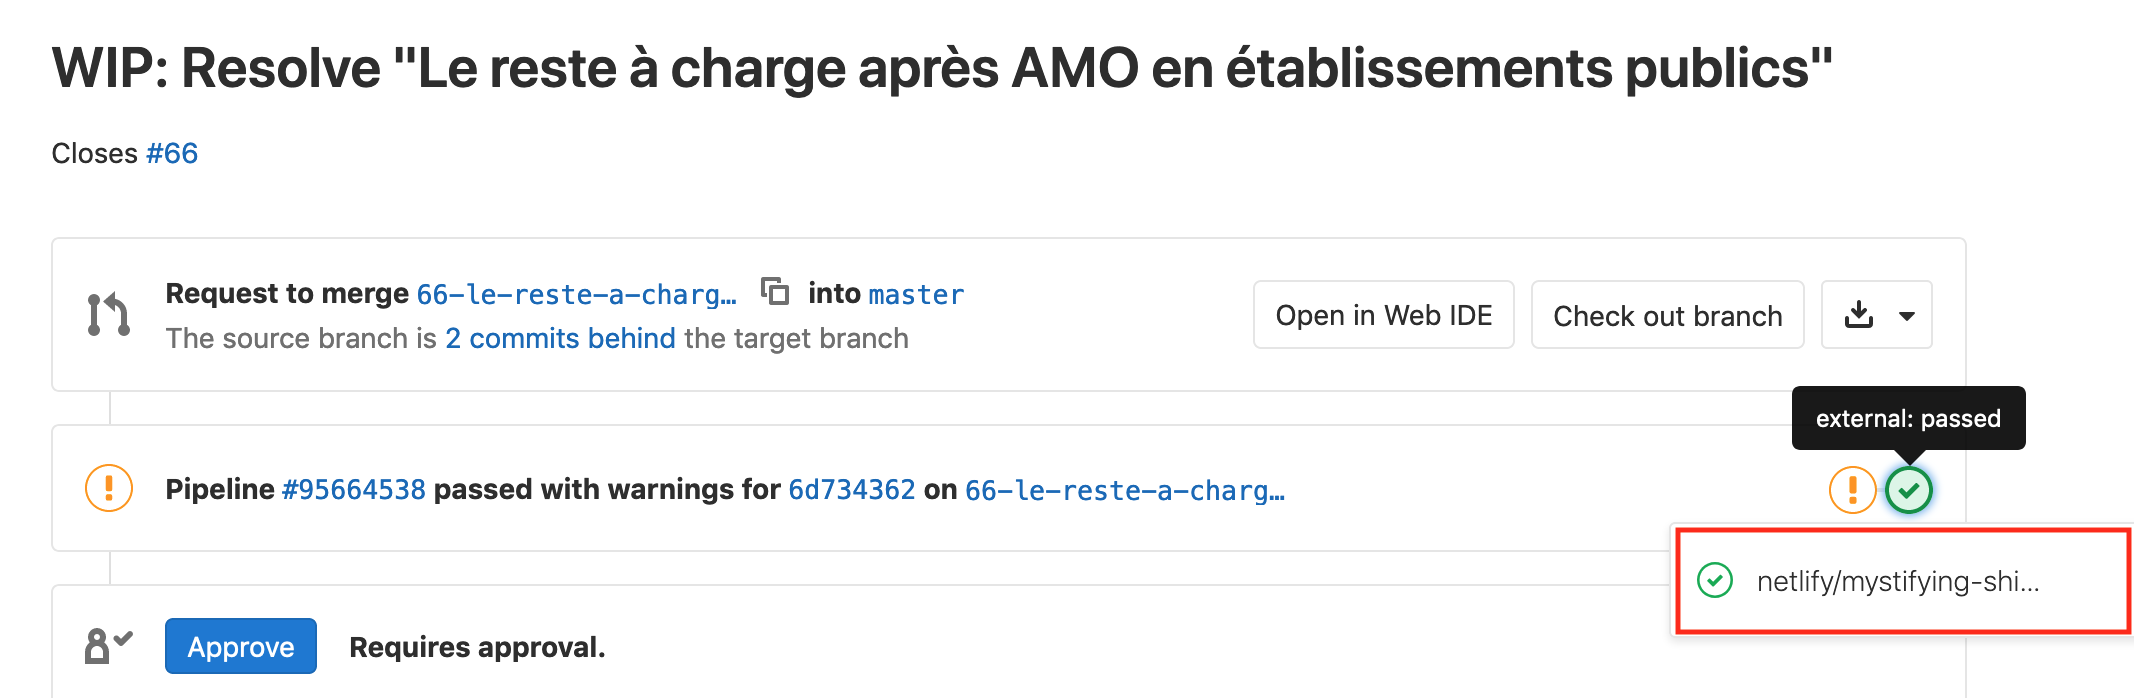 WIP: Resolve "Le reste à charge après AMO en établissements publics"
Closes #66
Request to merge 66-le-reste-a-charg… into master
The source branch is 2 commits behind the target branch
Open in Web IDE
Check out branch
external: passed
Pipeline #95664538 passed with warnings for 6d734362 on 66-le-reste-a-charg…
netlify/mystifying-shi...
Approve
Requires approval.